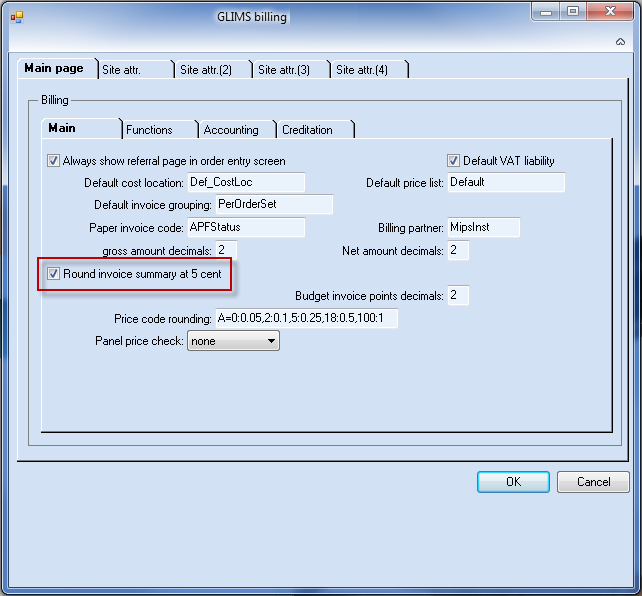 GLIMS billing
Main page Site attr. Site attr.(2) Site attr.(3) Site attr.(4)
Billing
Main Functions Accounting Creditation
Always show referral page in order entry screen Default VAT liability
Default cost location: Def_CostLoc Default price list: Default
Default invoice grouping: PerOrderSet
Paper invoice code: APFStatus Billing partner: MipsInst
gross amount decimals: 2 Net amount decimals: 2
Round invoice summary at 5 cent
Budget invoice points decimals: 2
Price code rounding: A=0:0.05,2:0.1,5:0.25,18:0.5,100:1
Panel price check: none
OK Cancel